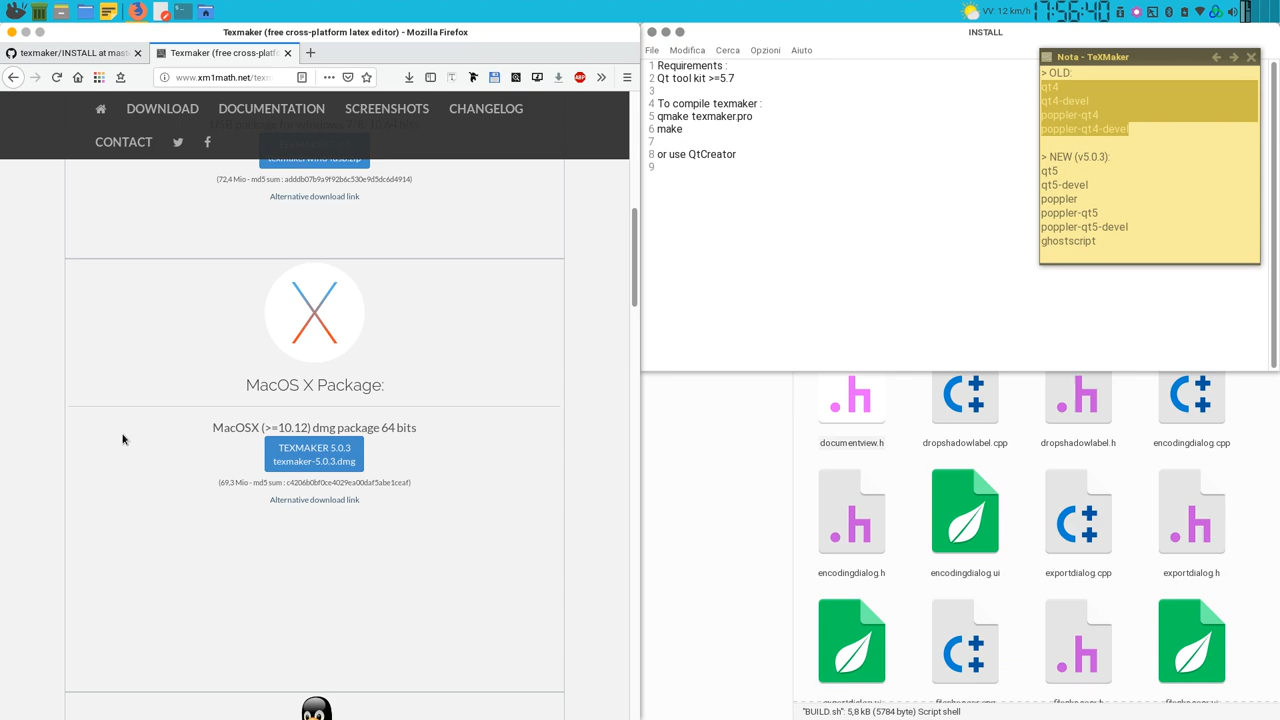 VV: 12 km/h
17:56:40
Texmaker (free cross-platform latex editor) - Mozilla Firefox
texmaker/INSTALL at mast
Texmaker (free cross-platfo
www.xm1math.net/texm
DOWNLOAD
DOCUMENTATION
SCREENSHOTS
CHANGELOG
CONTACT
(72,4 Mio - md5 sum : adddb07b9a9f92b6c530e9d5dc6d4914)
Alternative download link
MacOS X Package:
MacOSX (>=10.12) dmg package 64 bits
TEXMAKER 5.0.3
texmaker-5.0.3.dmg
(69,3 Mio - md5 sum : c4206b0bf0ce4029ea00daf5abe1ceaf)
Alternative download link
INSTALL
File Modifica Cerca Opzioni Aiuto
1 Requirements :
2 Qt tool kit >=5.7
3
4 To compile texmaker :
5 qmake texmaker.pro
6 make
7
8 or use QtCreator
9
Nota - TeXMaker
> OLD:
qt4
qt4-devel
poppler-qt4
poppler-qt4-devel
> NEW (v5.0.3):
qt5
qt5-devel
poppler
poppler-qt5
poppler-qt5-devel
ghostscript
.h
.h
documentview.h
dropshadowlabel.cpp
dropshadowlabel.h
encodingdialog.cpp
.h
.h
encodingdialog.h
encodingdialog.ui
exportdialog.cpp
exportdialog.h
.h
"BUILD.sh": 5,8 kB (5784 byte) Script shell